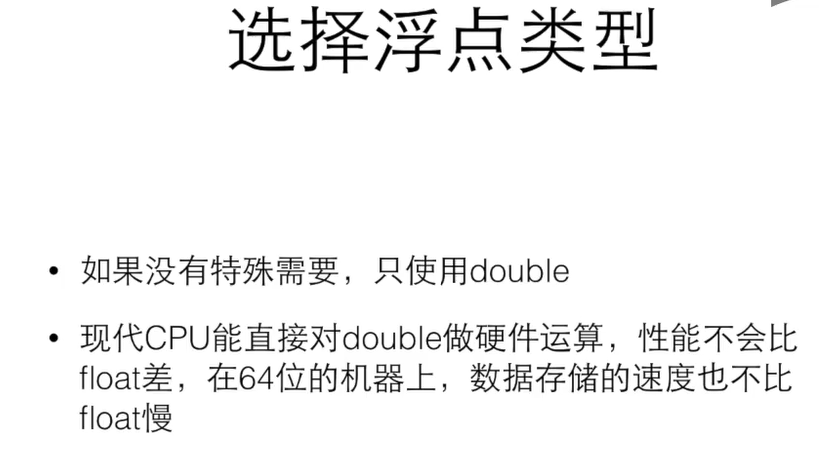 选择浮点类型
• 如果没有特殊需要，只使用double
• 现代CPU能直接对double做硬件运算，性能不会比
float差，在64位的机器上，数据存储的速度也不比
float慢